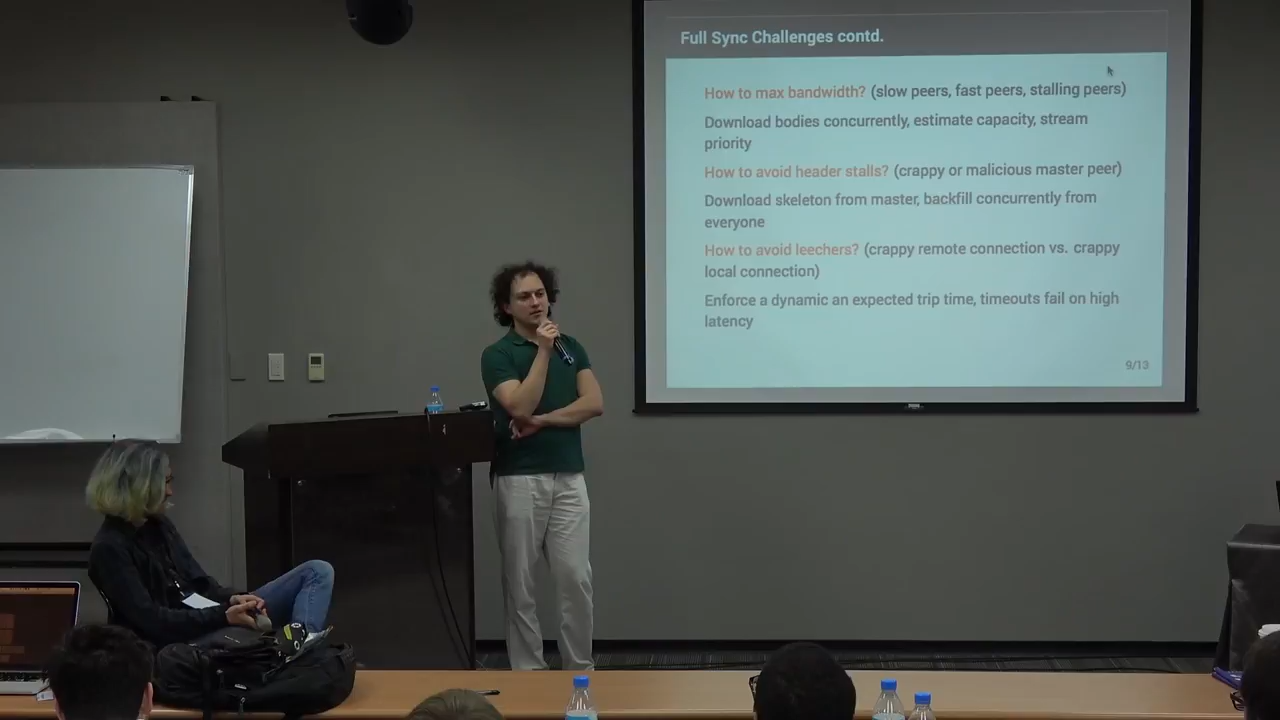 Full Sync Challenges contd.
How to max bandwidth? (slow peers, fast peers, stalling peers)
Download bodies concurrently, estimate capacity, stream
priority
How to avoid header stalls? (crappy or malicious master peer)
Download skeleton from master, backfill concurrently from
everyone
How to avoid leechers? (crappy remote connection vs. crappy
local connection)
Enforce a dynamic an expected trip time, timeouts fail on high
latency
9/13